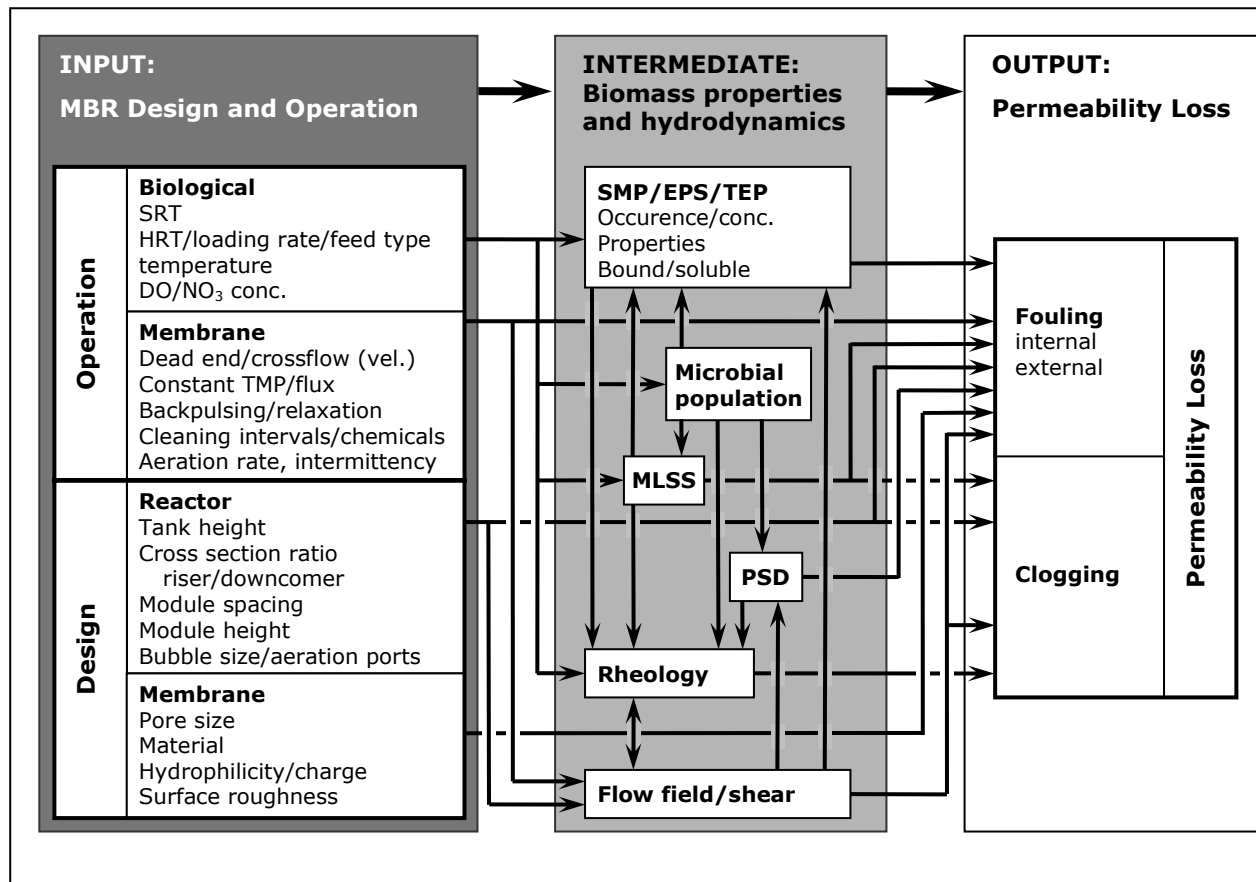 INPUT:
MBR Design and Operation
Operation
Biological
SRT
HRT/loading rate/feed type
temperature
DO/NO₃ conc.
Membrane
Dead end/crossflow (vel.)
Constant TMP/flux
Backpulsing/relaxation
Cleaning intervals/chemicals
Aeration rate, intermittency
Design
Reactor
Tank height
Cross section ratio
riser/downcomer
Module spacing
Module height
Bubble size/aeration ports
Membrane
Pore size
Material
Hydrophilicity/charge
Surface roughness
INTERMEDIATE:
Biomass properties
and hydrodynamics
SMP/EPS/TEP
Occurence/conc.
Properties
Bound/soluble
Microbial
population
MLSS
PSD
Rheology
Flow field/shear
OUTPUT:
Permeability Loss
Fouling
internal
external
Clogging
Permeability Loss